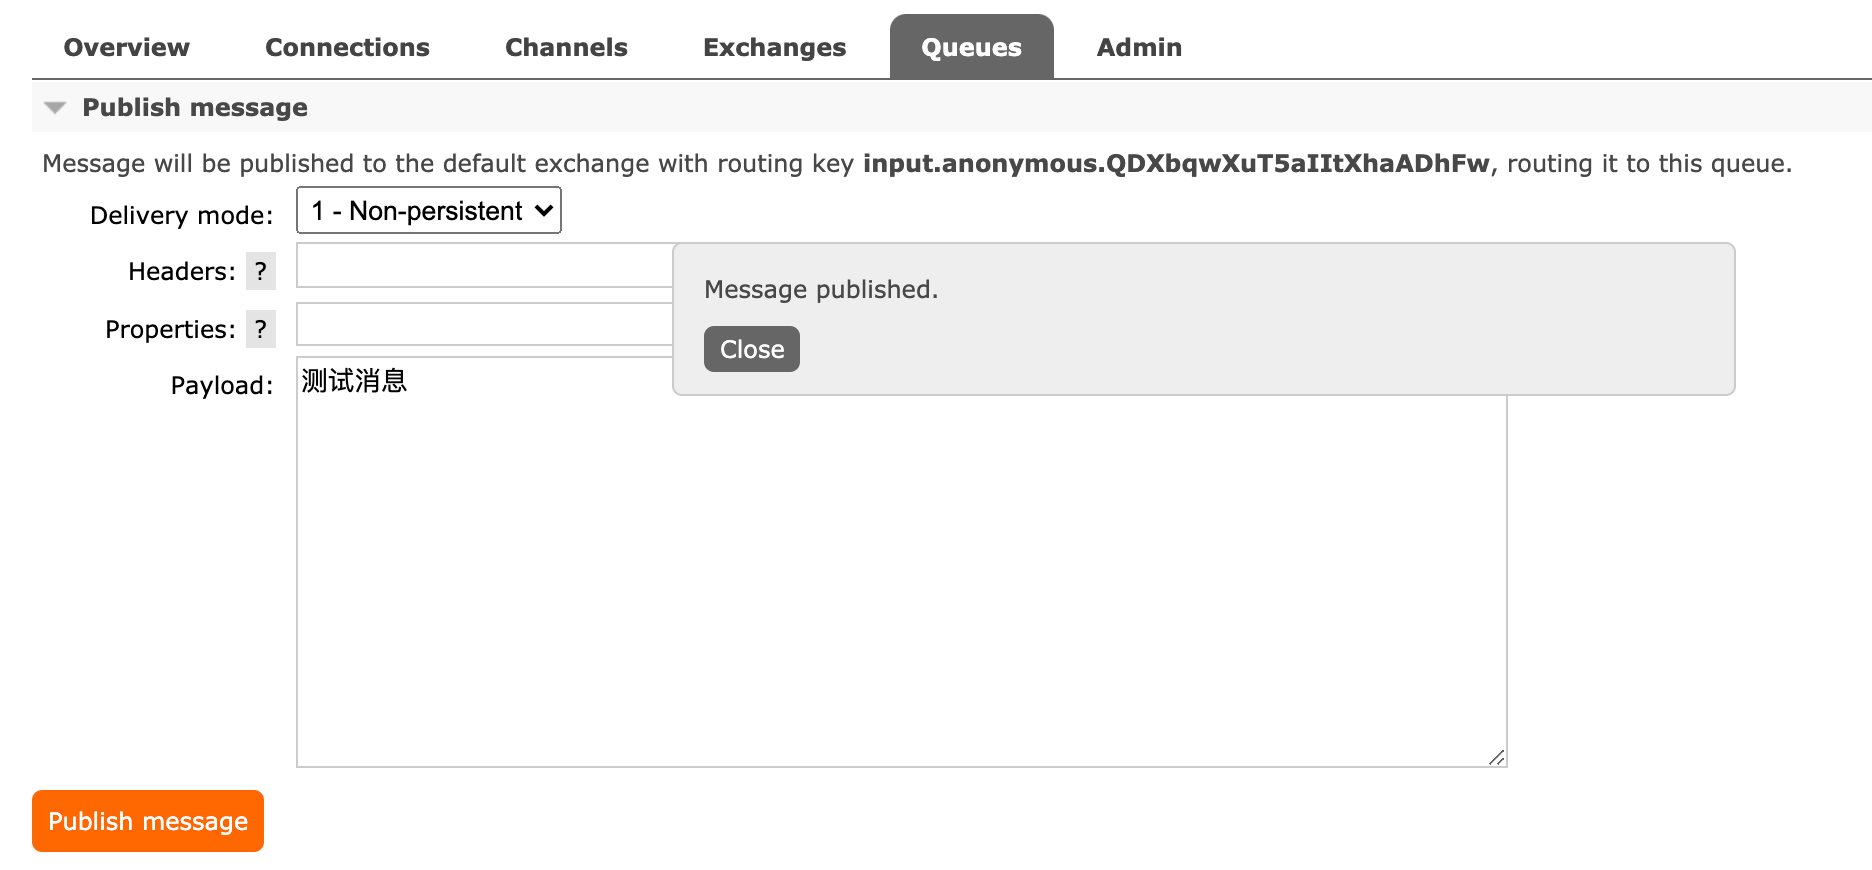 Overview Connections Channels Exchanges Queues Admin
Publish message
Message will be published to the default exchange with routing key input.anonymous.QDXbqwXuT5aIItXhaADhFw, routing it to this queue.
Delivery mode: 1 - Non-persistent
Headers: ?
Message published.
Properties: ?
Close
Payload: 测试消息
Publish message